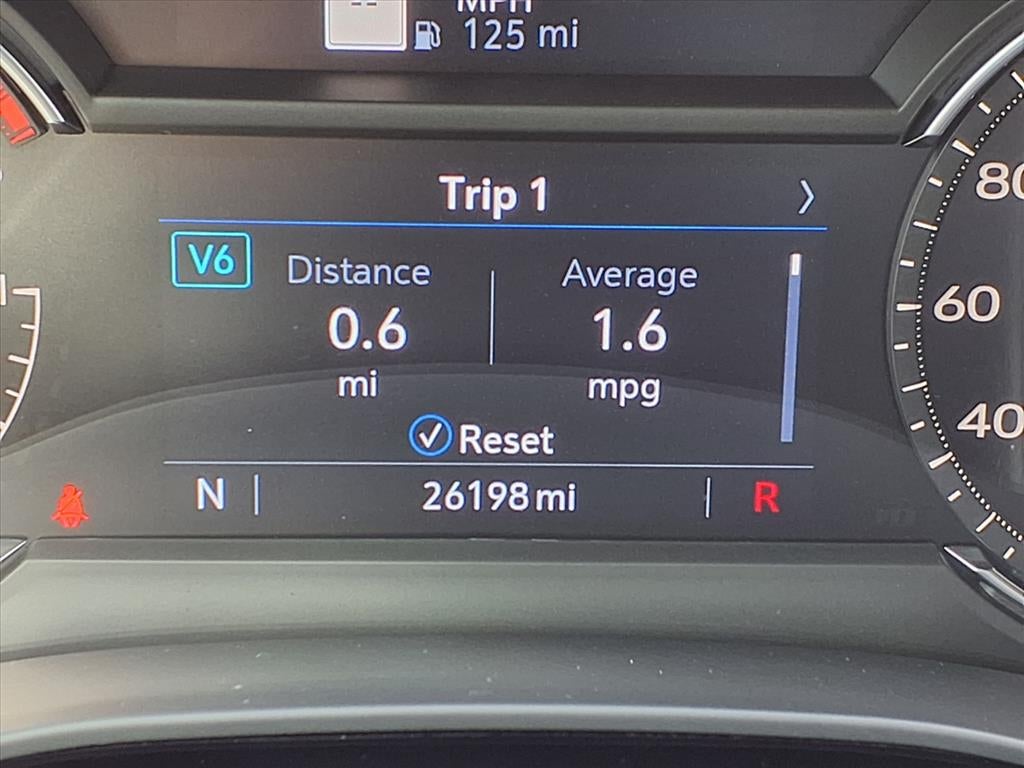 MPH
125 mi
Trip 1
V6
Distance
0.6
mi
Average
1.6
mpg
Reset
N
26198 mi
R
80
60
40